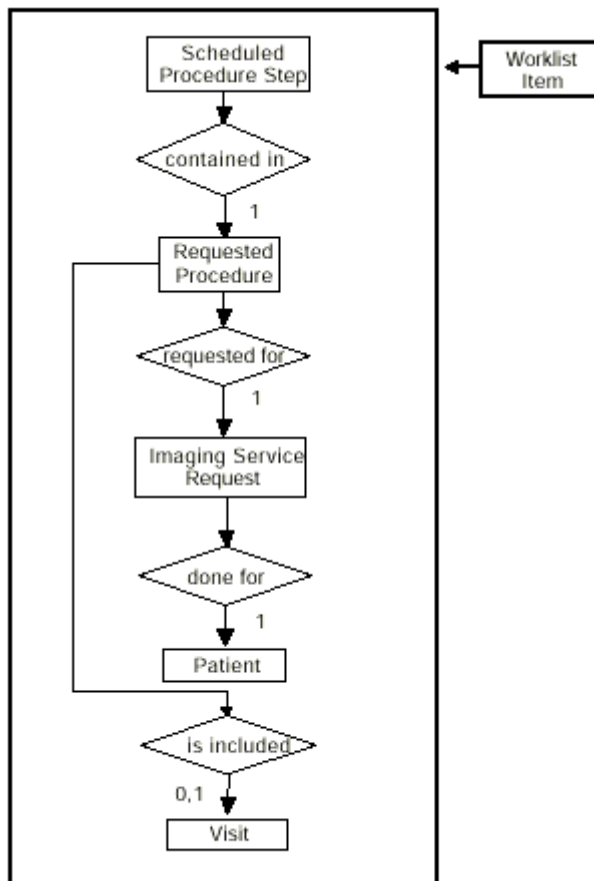 Scheduled
Procedure Step
Worklist
Item
contained in
1
Requested
Procedure
requested for
1
Imaging Service
Request
done for
1
Patient
is included
0,1
Visit